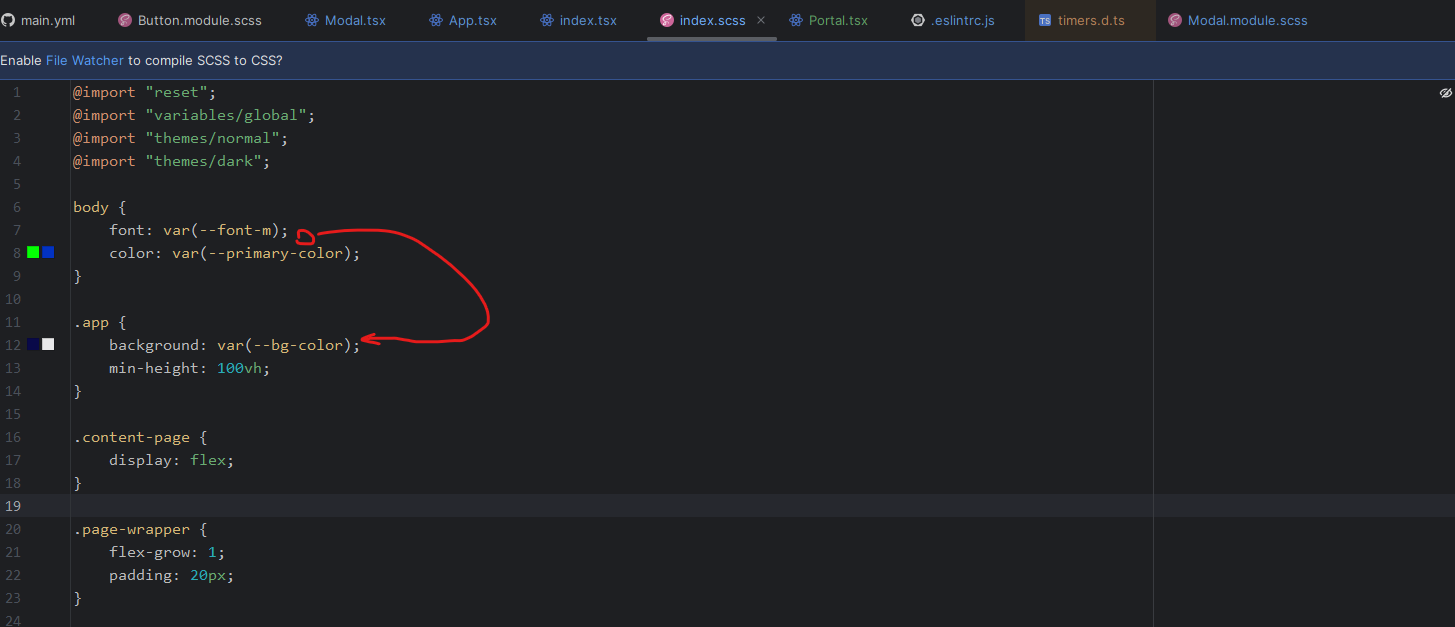 main.yml Button.module.scss Modal.tsx App.tsx index.tsx index.scss Portal.tsx .eslintrc.js TS timers.d.ts Modal.module.scss
Enable File Watcher to compile SCSS to CSS?
1 @import "reset";
2 @import "variables/global";
3 @import "themes/normal";
4 @import "themes/dark";
5
6 body {
7 font: var(--font-m);
8 color: var(--primary-color);
9 }
10
11 .app {
12 background: var(--bg-color);
13 min-height: 100vh;
14 }
15
16 .content-page {
17 display: flex;
18 }
19
20 .page-wrapper {
21 flex-grow: 1;
22 padding: 20px;
23 }
24